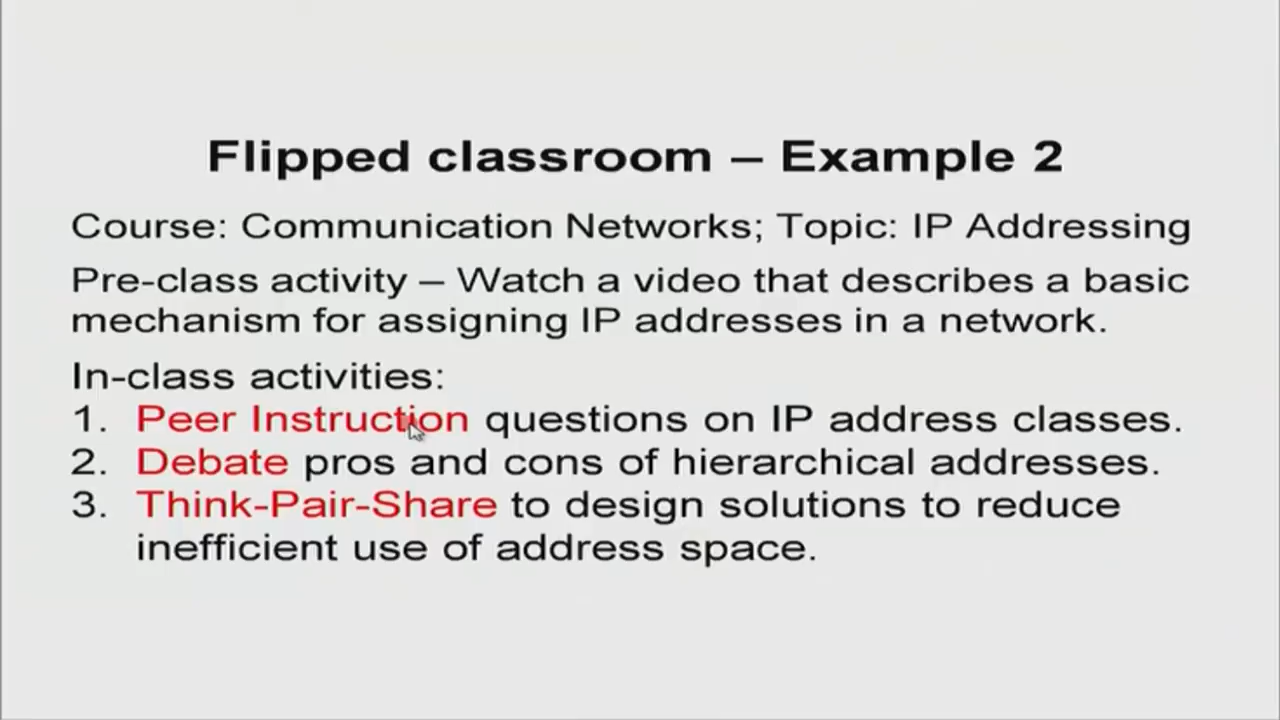 Flipped classroom – Example 2
Course: Communication Networks; Topic: IP Addressing
Pre-class activity – Watch a video that describes a basic
mechanism for assigning IP addresses in a network.
In-class activities:
1. Peer Instruction questions on IP address classes.
2. Debate pros and cons of hierarchical addresses.
3. Think-Pair-Share to design solutions to reduce
inefficient use of address space.